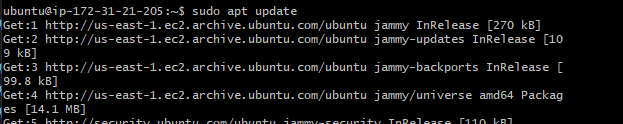 ubuntu@ip-172-31-21-205:~$ sudo apt update
Get:1 http://us-east-1.ec2.archive.ubuntu.com/ubuntu jammy InRelease [270 kB]
Get:2 http://us-east-1.ec2.archive.ubuntu.com/ubuntu jammy-updates InRelease [10
9 kB]
Get:3 http://us-east-1.ec2.archive.ubuntu.com/ubuntu jammy-backports InRelease [
99.8 kB]
Get:4 http://us-east-1.ec2.archive.ubuntu.com/ubuntu jammy/universe amd64 Packag
es [14.1 MB]
Get:5 http://security.ubuntu.com/ubuntu jammy-security InRelease [110 kB]